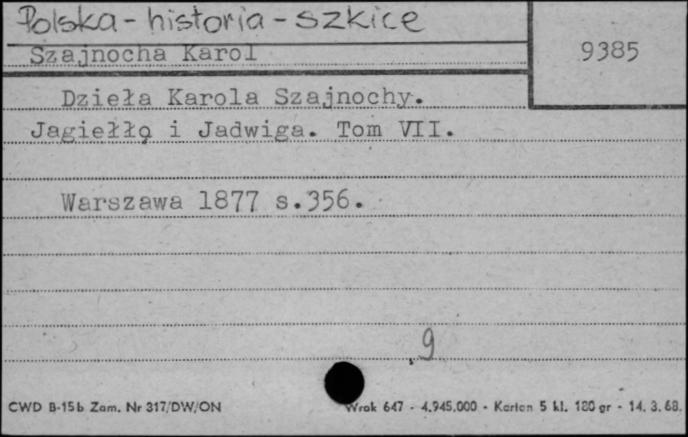 Polska - historia - szkice
Szajnocha Karol
9385
Dzieła Karola Szajnochy.
Jagiełło i Jadwiga. Tom VII.
Warszawa 1877 s.356.
9
CWD B-15b Zam. Nr 317/DW/ON
Wrok 647 - 4.945.000 - Karton 5 kl. 180 gr - 14. 3. 68.